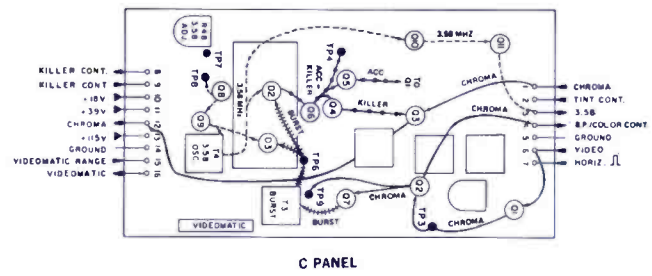 R48
3.58
ADJ
TP7
TP8
3.58 MHz
TP4
ACC
KILLER
Q10
3.58 MHZ
Q11
Q5
ACC
TO
Q1
CHROMA
Q8
Q2
BURST
Q6
Q4
KILLER
Q3
Q9
Q3
T4
3.58
OSC
TP6
T3
BURST
TP9
BURST
Q7
CHROMA
Q2
TP3
CHROMA
Q1
VIDEOMATIC
KILLER CONT. 8
KILLER CONT 9
+18V 10
+39V 11
CHROMA 12
+115V 13
GROUND 14
VIDEOMATIC RANGE 15
VIDEOMATIC 16
1 CHROMA
2 TINT CONT.
3 3.58
4 B.P./COLOR CONT.
5 GROUND
6 VIDEO
7 HORIZ.
C PANEL